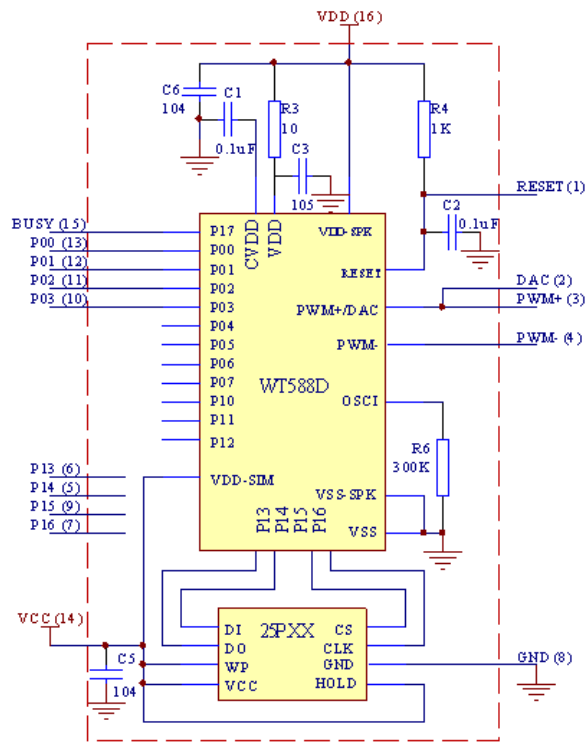 VDD (16)
C6
104
C1
0.1uF
R3
10
C3
105
R4
1K
RESET (1)
C2
0.1uF
BUSY (15)
P00 (13)
P01 (12)
P02 (11)
P03 (10)
P17
P00
P01
P02
P03
P04
P05
P06
P07
P10
P11
P12
CVDD
VDD
VDD-SPK
RESET
PWM+/DAC
PWM-
WT588D
OSCI
DAC (2)
PWM+ (3)
PWM- (4)
R6
300K
P13 (6)
P14 (5)
P15 (9)
P16 (7)
VDD-SIM
VSS-SPK
VSS
P13
P14
P15
P16
VCC (14)
C5
104
25PXX
DI
DO
WP
VCC
CS
CLK
GND
HOLD
GND (8)